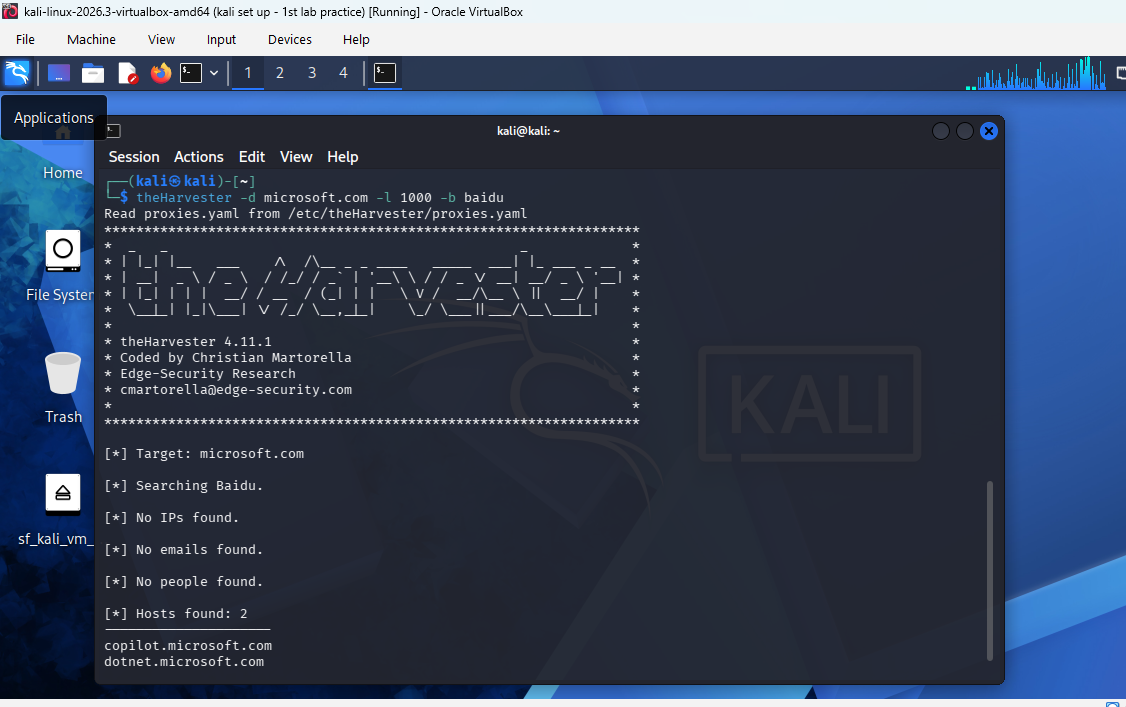 kali-linux-2026.3-virtualbox-amd64 (kali set up - 1st lab practice) [Running] - Oracle VirtualBox
File Machine View Input Devices Help
1 2 3 4
Applications
kali@kali: ~
Session Actions Edit View Help
Home
File System
Trash
sf_kali_vm_
┌──(kali㉿kali)-[~]
└─$ theHarvester -d microsoft.com -l 1000 -b baidu
Read proxies.yaml from /etc/theHarvester/proxies.yaml
*******************************************************************
theHarvester
* theHarvester 4.11.1 *
* Coded by Christian Martorella *
* Edge-Security Research *
* cmartorella@edge-security.com *
* *
*******************************************************************
[*] Target: microsoft.com
[*] Searching Baidu.
[*] No IPs found.
[*] No emails found.
[*] No people found.
[*] Hosts found: 2
---------------------
copilot.microsoft.com
dotnet.microsoft.com
KALI